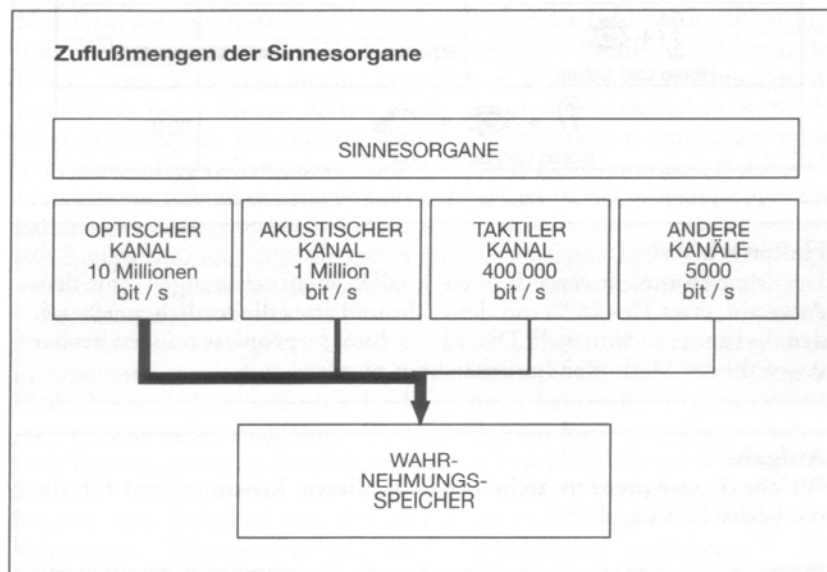 Zuflußmengen der Sinnesorgane
SINNESORGANE
OPTISCHER
KANAL
10 Millionen
bit / s
AKUSTISCHER
KANAL
1 Million
bit / s
TAKTILER
KANAL
400 000
bit / s
ANDERE
KANÄLE
5000
bit / s
WAHR-
NEHMUNGS-
SPEICHER